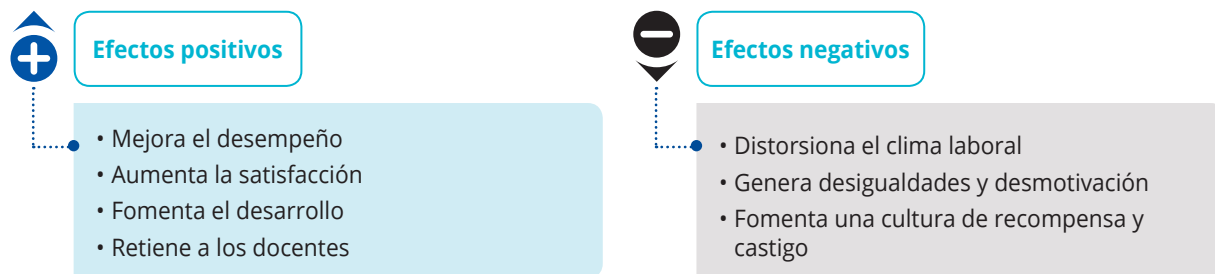 Efectos positivos
• Mejora el desempeño
• Aumenta la satisfacción
• Fomenta el desarrollo
• Retiene a los docentes
Efectos negativos
• Distorsiona el clima laboral
• Genera desigualdades y desmotivación
• Fomenta una cultura de recompensa y
castigo